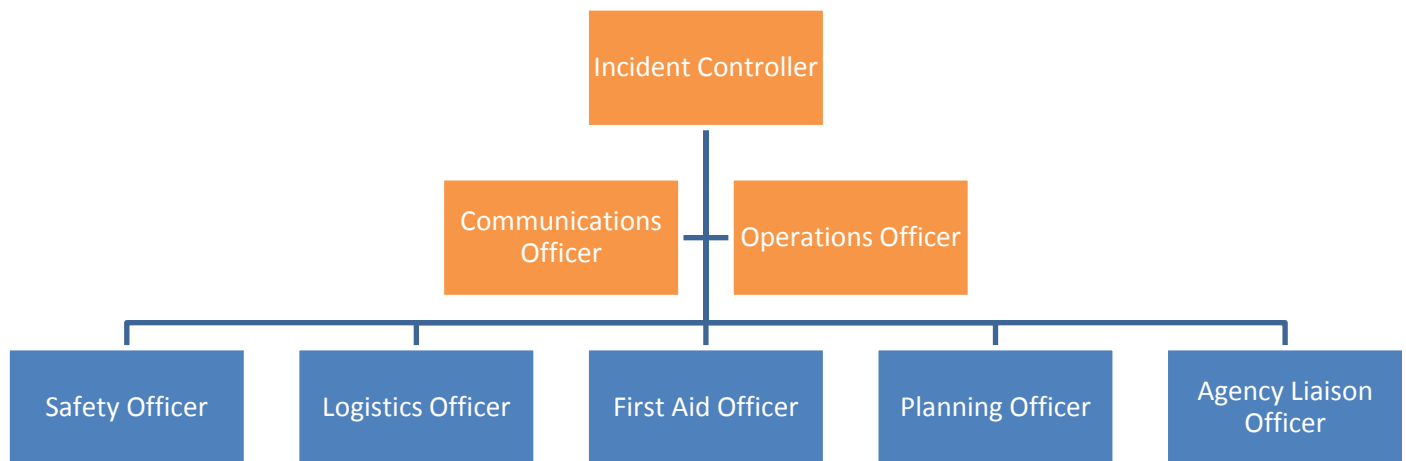 Incident Controller
Communications
Officer
Operations Officer
Safety Officer
Logistics Officer
First Aid Officer
Planning Officer
Agency Liaison
Officer